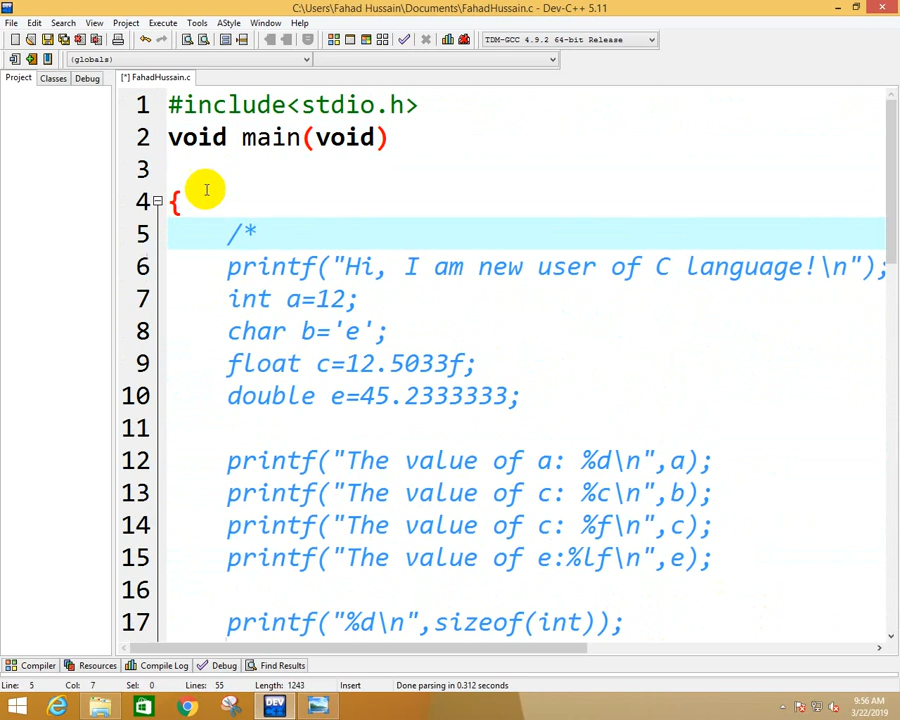 C:\Users\Fahad Hussain\Documents\FahadHussain.c - Dev-C++ 5.11
File Edit Search View Project Execute Tools AStyle Window Help
TDM-GCC 4.9.2 64-bit Release
(globals)
Project Classes Debug [*] FahadHussain.c
1 #include<stdio.h>
2 void main(void)
3
4 {
5 /*
6 printf("Hi, I am new user of C language!\n");
7 int a=12;
8 char b='e';
9 float c=12.5033f;
10 double e=45.2333333;
11
12 printf("The value of a: %d\n",a);
13 printf("The value of c: %c\n",b);
14 printf("The value of c: %f\n",c);
15 printf("The value of e:%lf\n",e);
16
17 printf("%d\n",sizeof(int));
Compiler Resources Compile Log Debug Find Results
Line: 5 Col: 7 Sel: 0 Lines: 55 Length: 1243 Insert Done parsing in 0.312 seconds
DEV
9:56 AM
3/22/2019